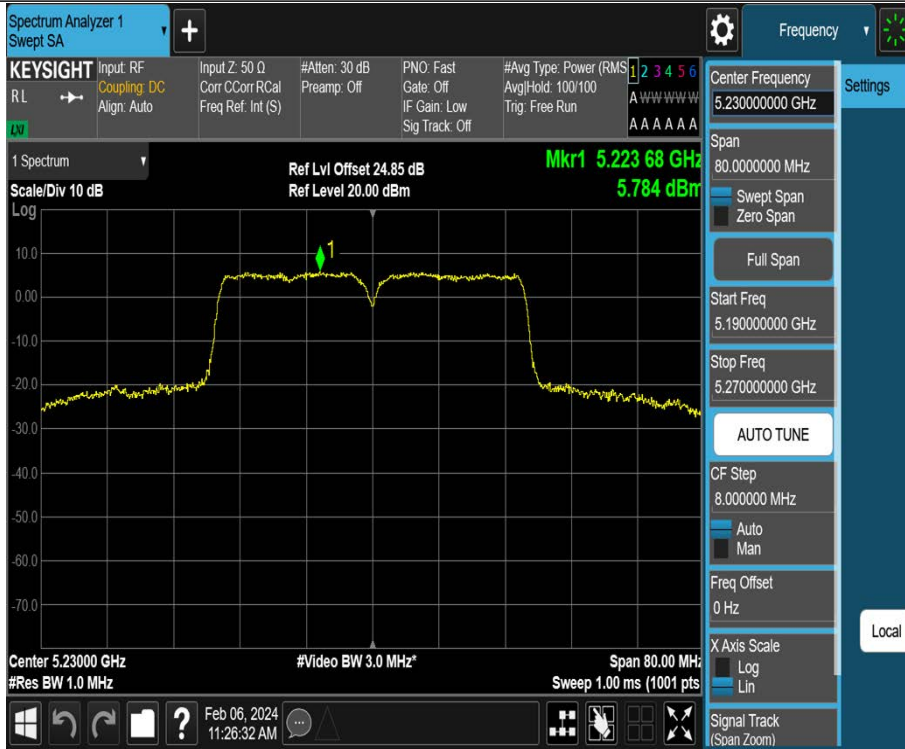 Spectrum Analyzer 1
Swept SA
+
Frequency
KEYSIGHT
R L
LXI
Input: RF
Coupling: DC
Align: Auto
Input Z: 50 Ω
Corr CCorr RCal
Freq Ref: Int (S)
#Atten: 30 dB
Preamp: Off
PNO: Fast
Gate: Off
IF Gain: Low
Sig Track: Off
#Avg Type: Power (RMS
Avg|Hold: 100/100
Trig: Free Run
1 2 3 4 5 6
A W W W W W
A A A A A A
Center Frequency
5.230000000 GHz
Settings
1 Spectrum
Scale/Div 10 dB
Log
Ref Lvl Offset 24.85 dB
Ref Level 20.00 dBm
Mkr1 5.223 68 GHz
5.784 dBm
Span
80.0000000 MHz
Swept Span
Zero Span
Full Span
Start Freq
5.190000000 GHz
Stop Freq
5.270000000 GHz
AUTO TUNE
CF Step
8.000000 MHz
Auto
Man
Freq Offset
0 Hz
X Axis Scale
Log
Lin
Signal Track
(Span Zoom)
Local
1
10.0
0.00
-10.0
-20.0
-30.0
-40.0
-50.0
-60.0
-70.0
Center 5.23000 GHz
#Res BW 1.0 MHz
#Video BW 3.0 MHz*
Span 80.00 MHz
Sweep 1.00 ms (1001 pts
?
Feb 06, 2024
11:26:32 AM